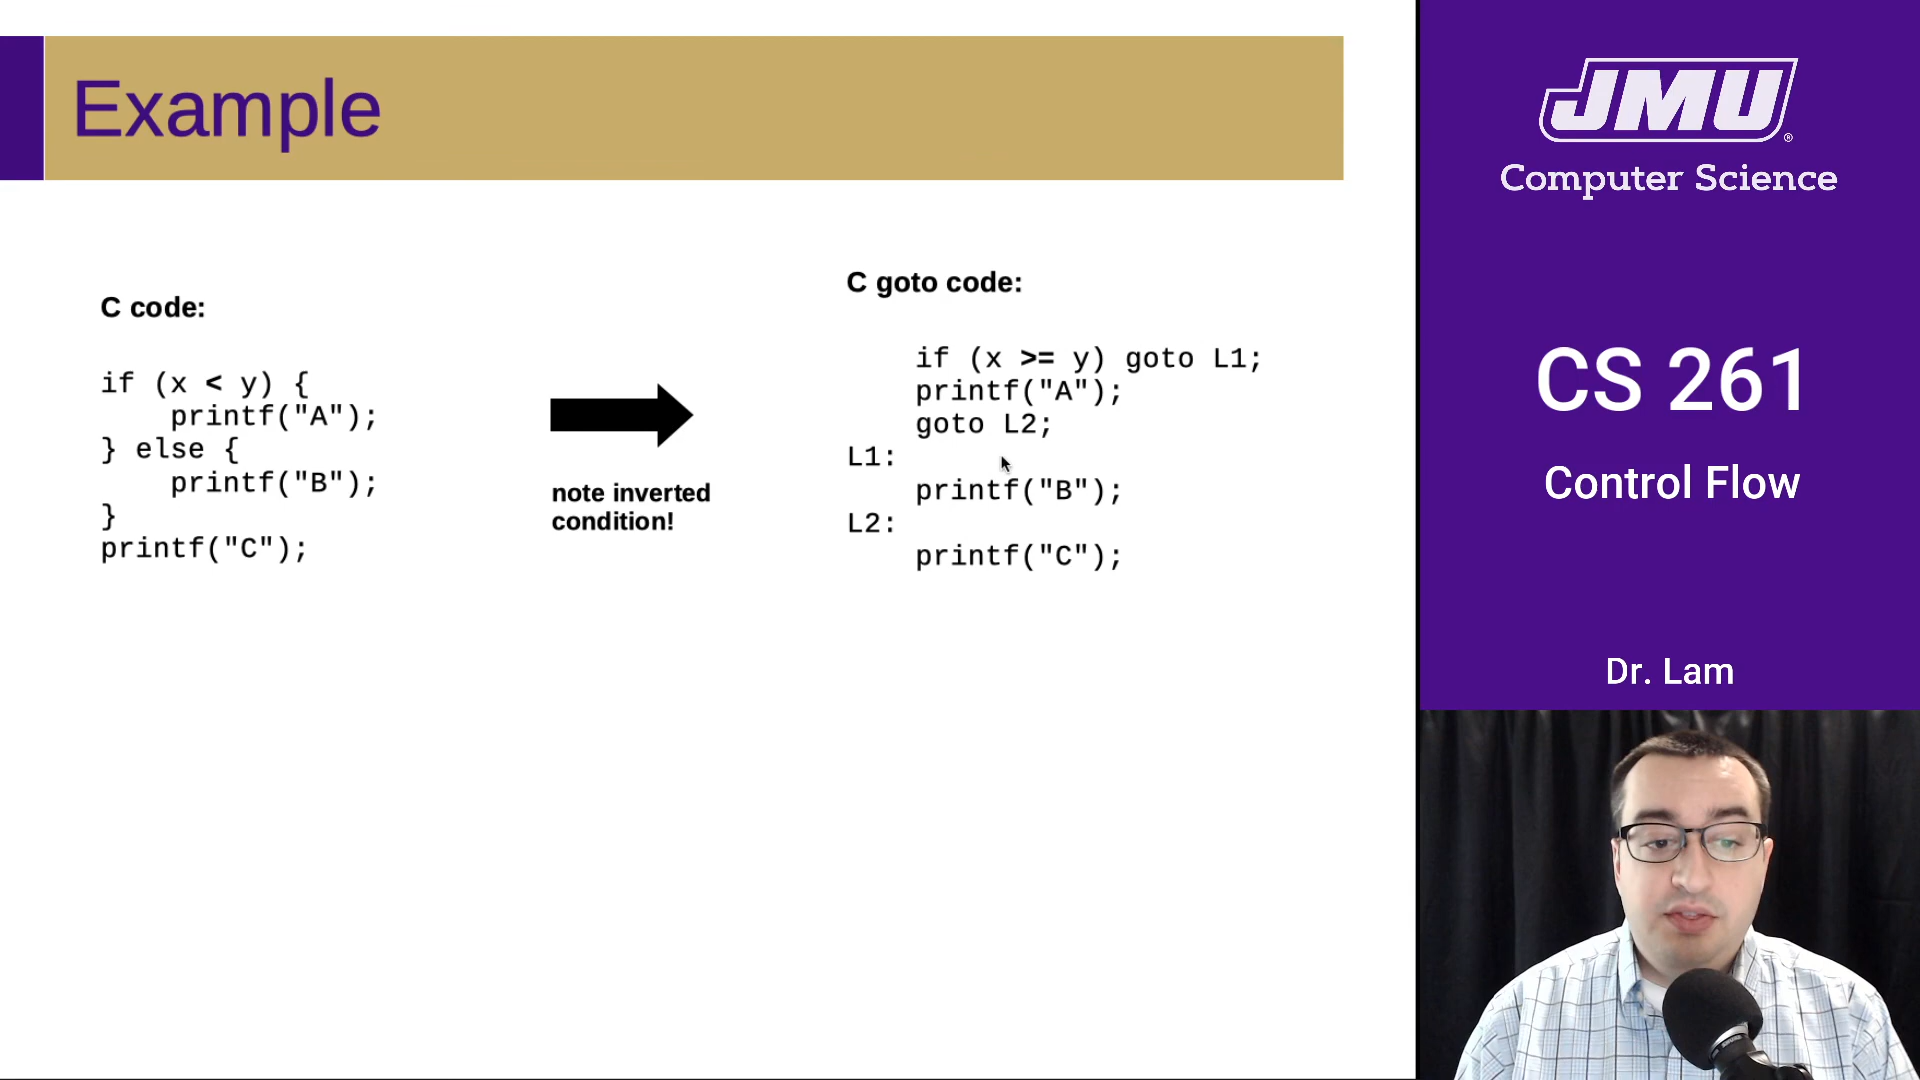 Example
C code:
if (x < y) {
    printf("A");
} else {
    printf("B");
}
printf("C");
note inverted
condition!
C goto code:
    if (x >= y) goto L1;
    printf("A");
    goto L2;
L1:
    printf("B");
L2:
    printf("C");
JMU®
Computer Science
CS 261
Control Flow
Dr. Lam